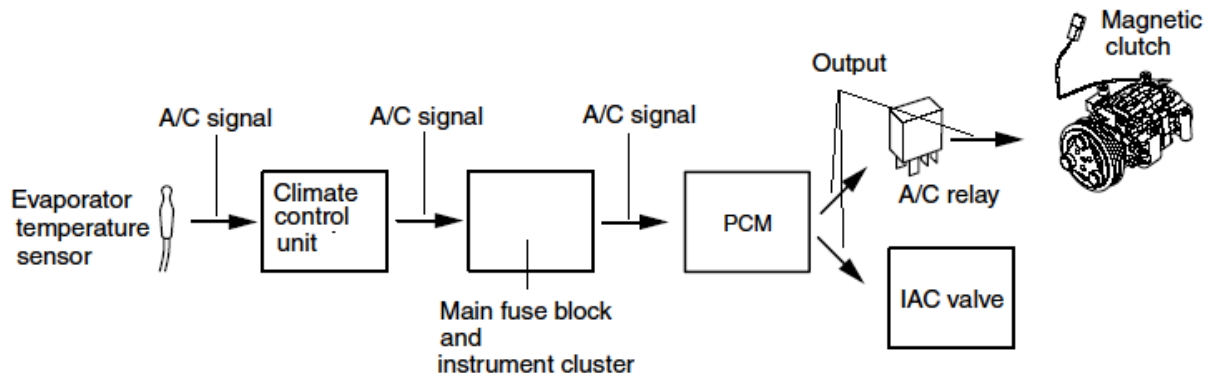 Magnetic
clutch
Output
A/C signal
A/C signal
A/C signal
Evaporator
temperature
sensor
Climate
control
unit
PCM
A/C relay
IAC valve
Main fuse block
and
instrument cluster